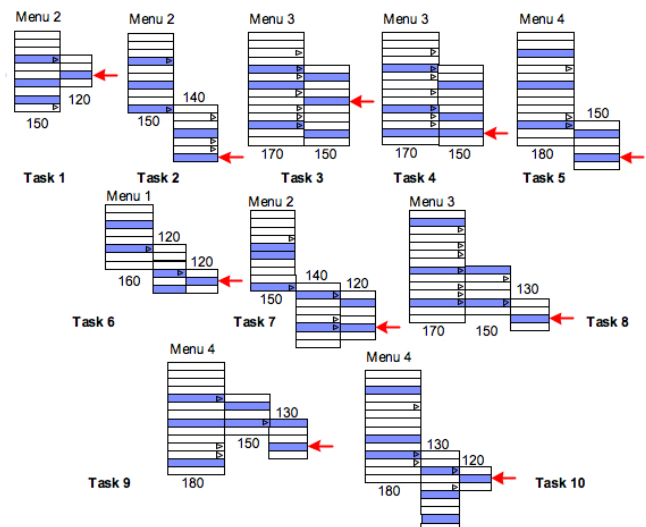 Menu 2
120
150
Task 1
Menu 2
140
150
Task 2
Menu 3
170
150
Task 3
Menu 3
170
150
Task 4
Menu 4
150
180
Task 5
Menu 1
120
120
160
Task 6
Menu 2
140
120
150
Task 7
Menu 3
130
170
150
Task 8
Menu 4
130
150
180
Task 9
Menu 4
130
120
180
Task 10